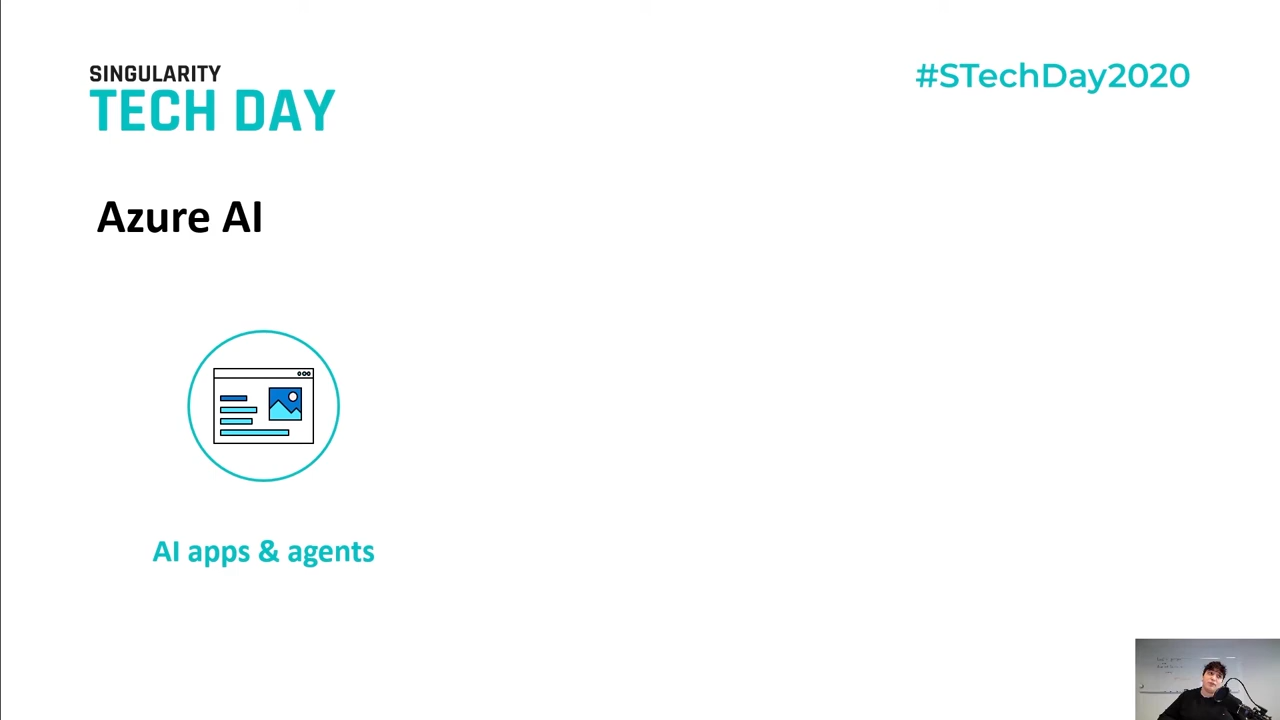 SINGULARITY
TECH DAY
#STechDay2020
Azure AI
AI apps & agents